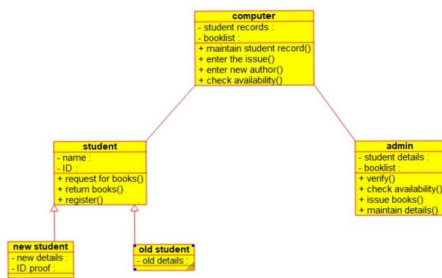 computer
- student records :
- booklist :
+ maintain student record()
+ enter the issue()
+ enter new author()
+ check availability()
student
- name :
- ID :
+ request for books()
+ return books()
+ register()
admin
- student details :
- booklist :
+ verify()
+ check availability()
+ issue books()
+ maintain details()
new student
- new details :
- ID proof :
old student
- old details :